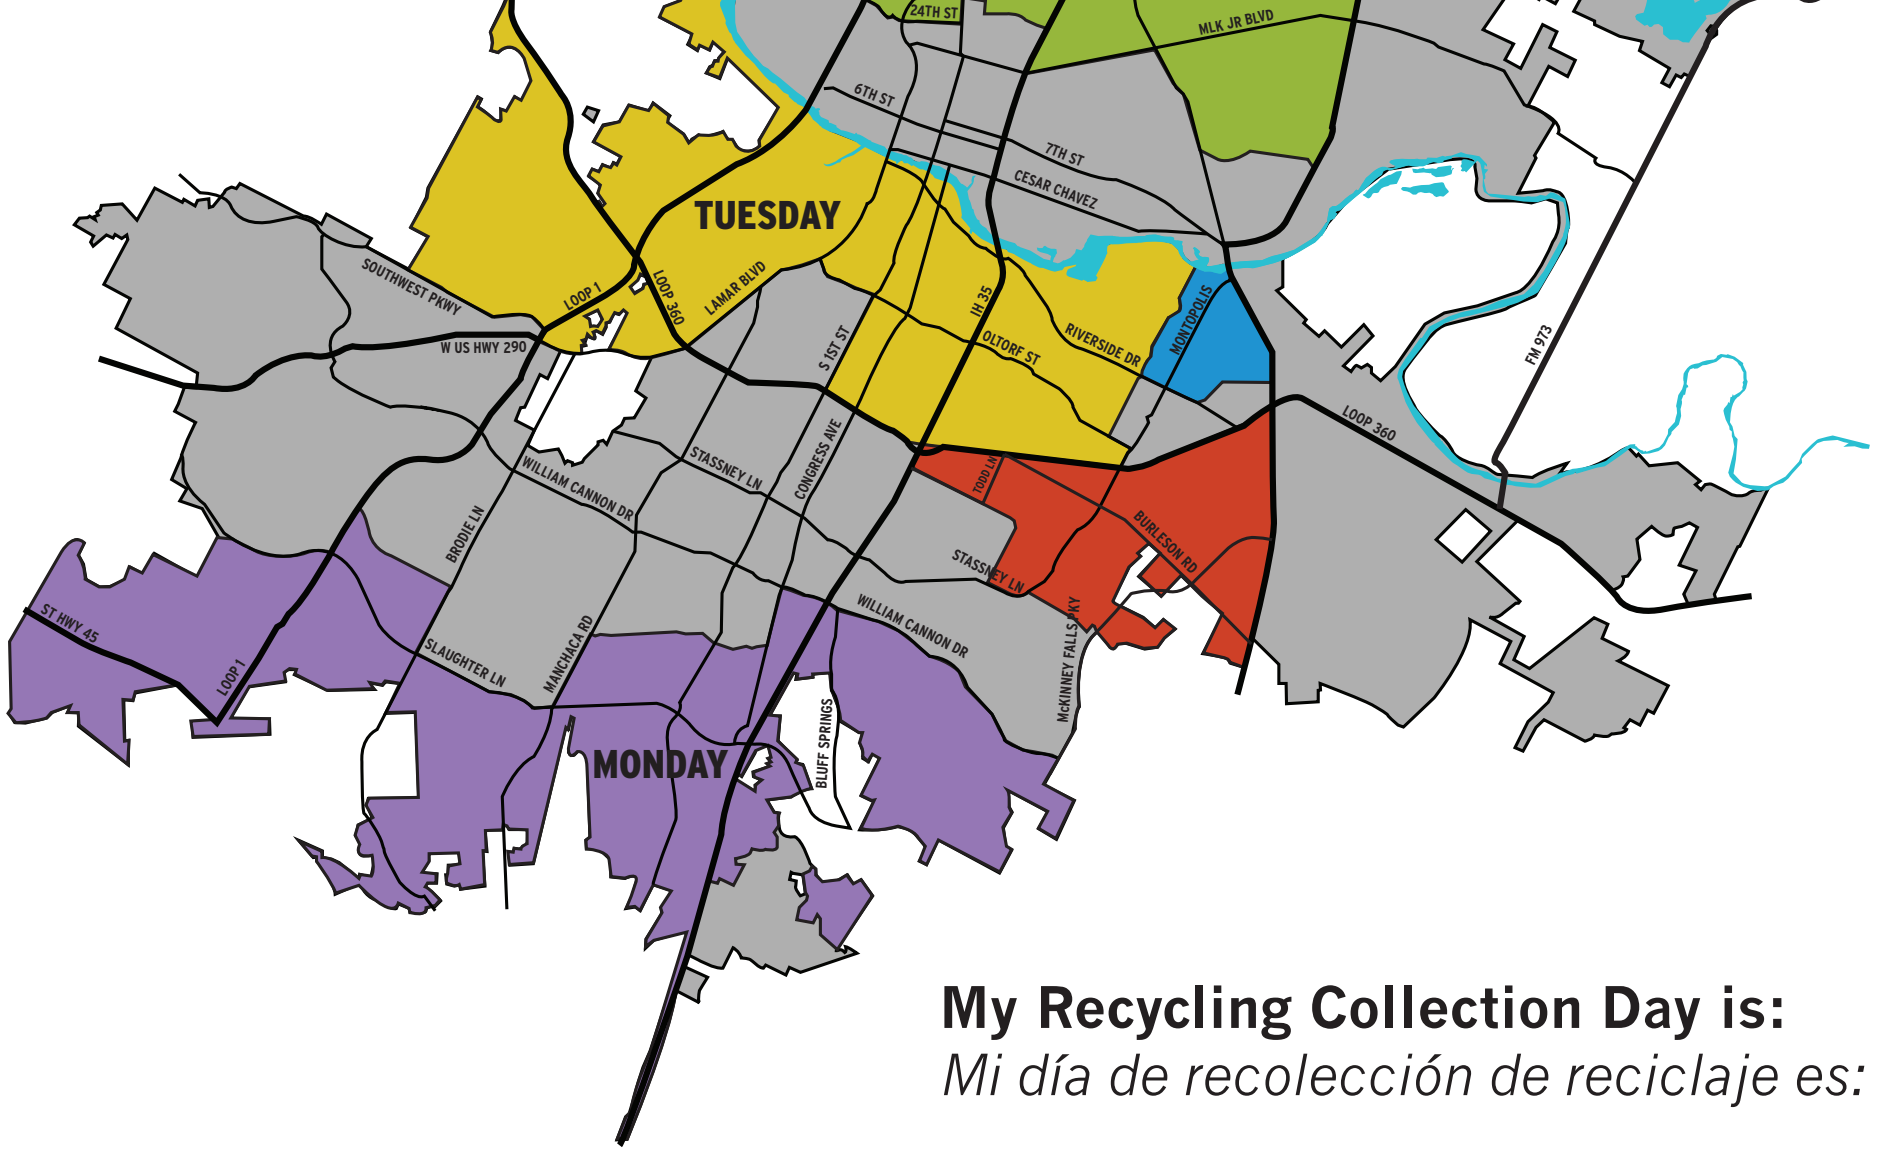 24TH ST
MLK JR BLVD
6TH ST
7TH ST
CESAR CHAVEZ
TUESDAY
SOUTHWEST PKWY
LOOP 1
LOOP 360
LAMAR BLVD
IH 35
MONTOPOLIS
W US HWY 290
S 1ST ST
OLTORF ST
RIVERSIDE DR
FM 973
LOOP 360
STASSNEY LN
CONGRESS AVE
WILLIAM CANNON DR
TODD LN
BRODIE LN
BURLESON RD
STASSNEY LN
ST HWY 45
WILLIAM CANNON DR
McKINNEY FALLS PKY
LOOP 1
SLAUGHTER LN
MANCHACA RD
BLUFF SPRINGS
MONDAY
My Recycling Collection Day is:
Mi día de recolección de reciclaje es: